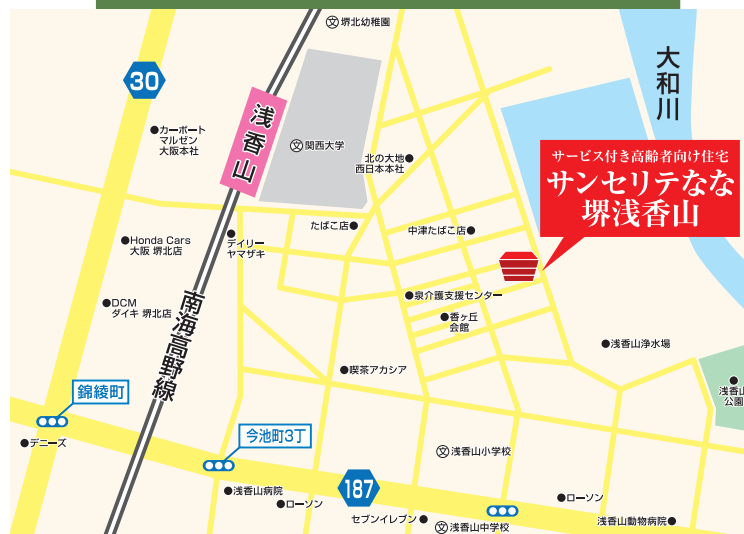 文 堺北幼稚園
大和川
30
浅香山
カーポート
マルゼン
大阪本社
文 関西大学
北の大地
西日本本社
サービス付き高齢者向け住宅
サンセリテなな
堺浅香山
たばこ店
中津たばこ店
Honda Cars
大阪 堺北店
デイリー
ヤマザキ
泉介護支援センター
DCM
ダイキ 堺北店
南海高野線
香ヶ丘
会館
浅香山浄水場
喫茶アカシア
浅香山
公園
錦綾町
今池町3丁
デニーズ
文 浅香山小学校
187
浅香山病院
ローソン
ローソン
セブンイレブン
文 浅香山中学校
浅香山動物病院